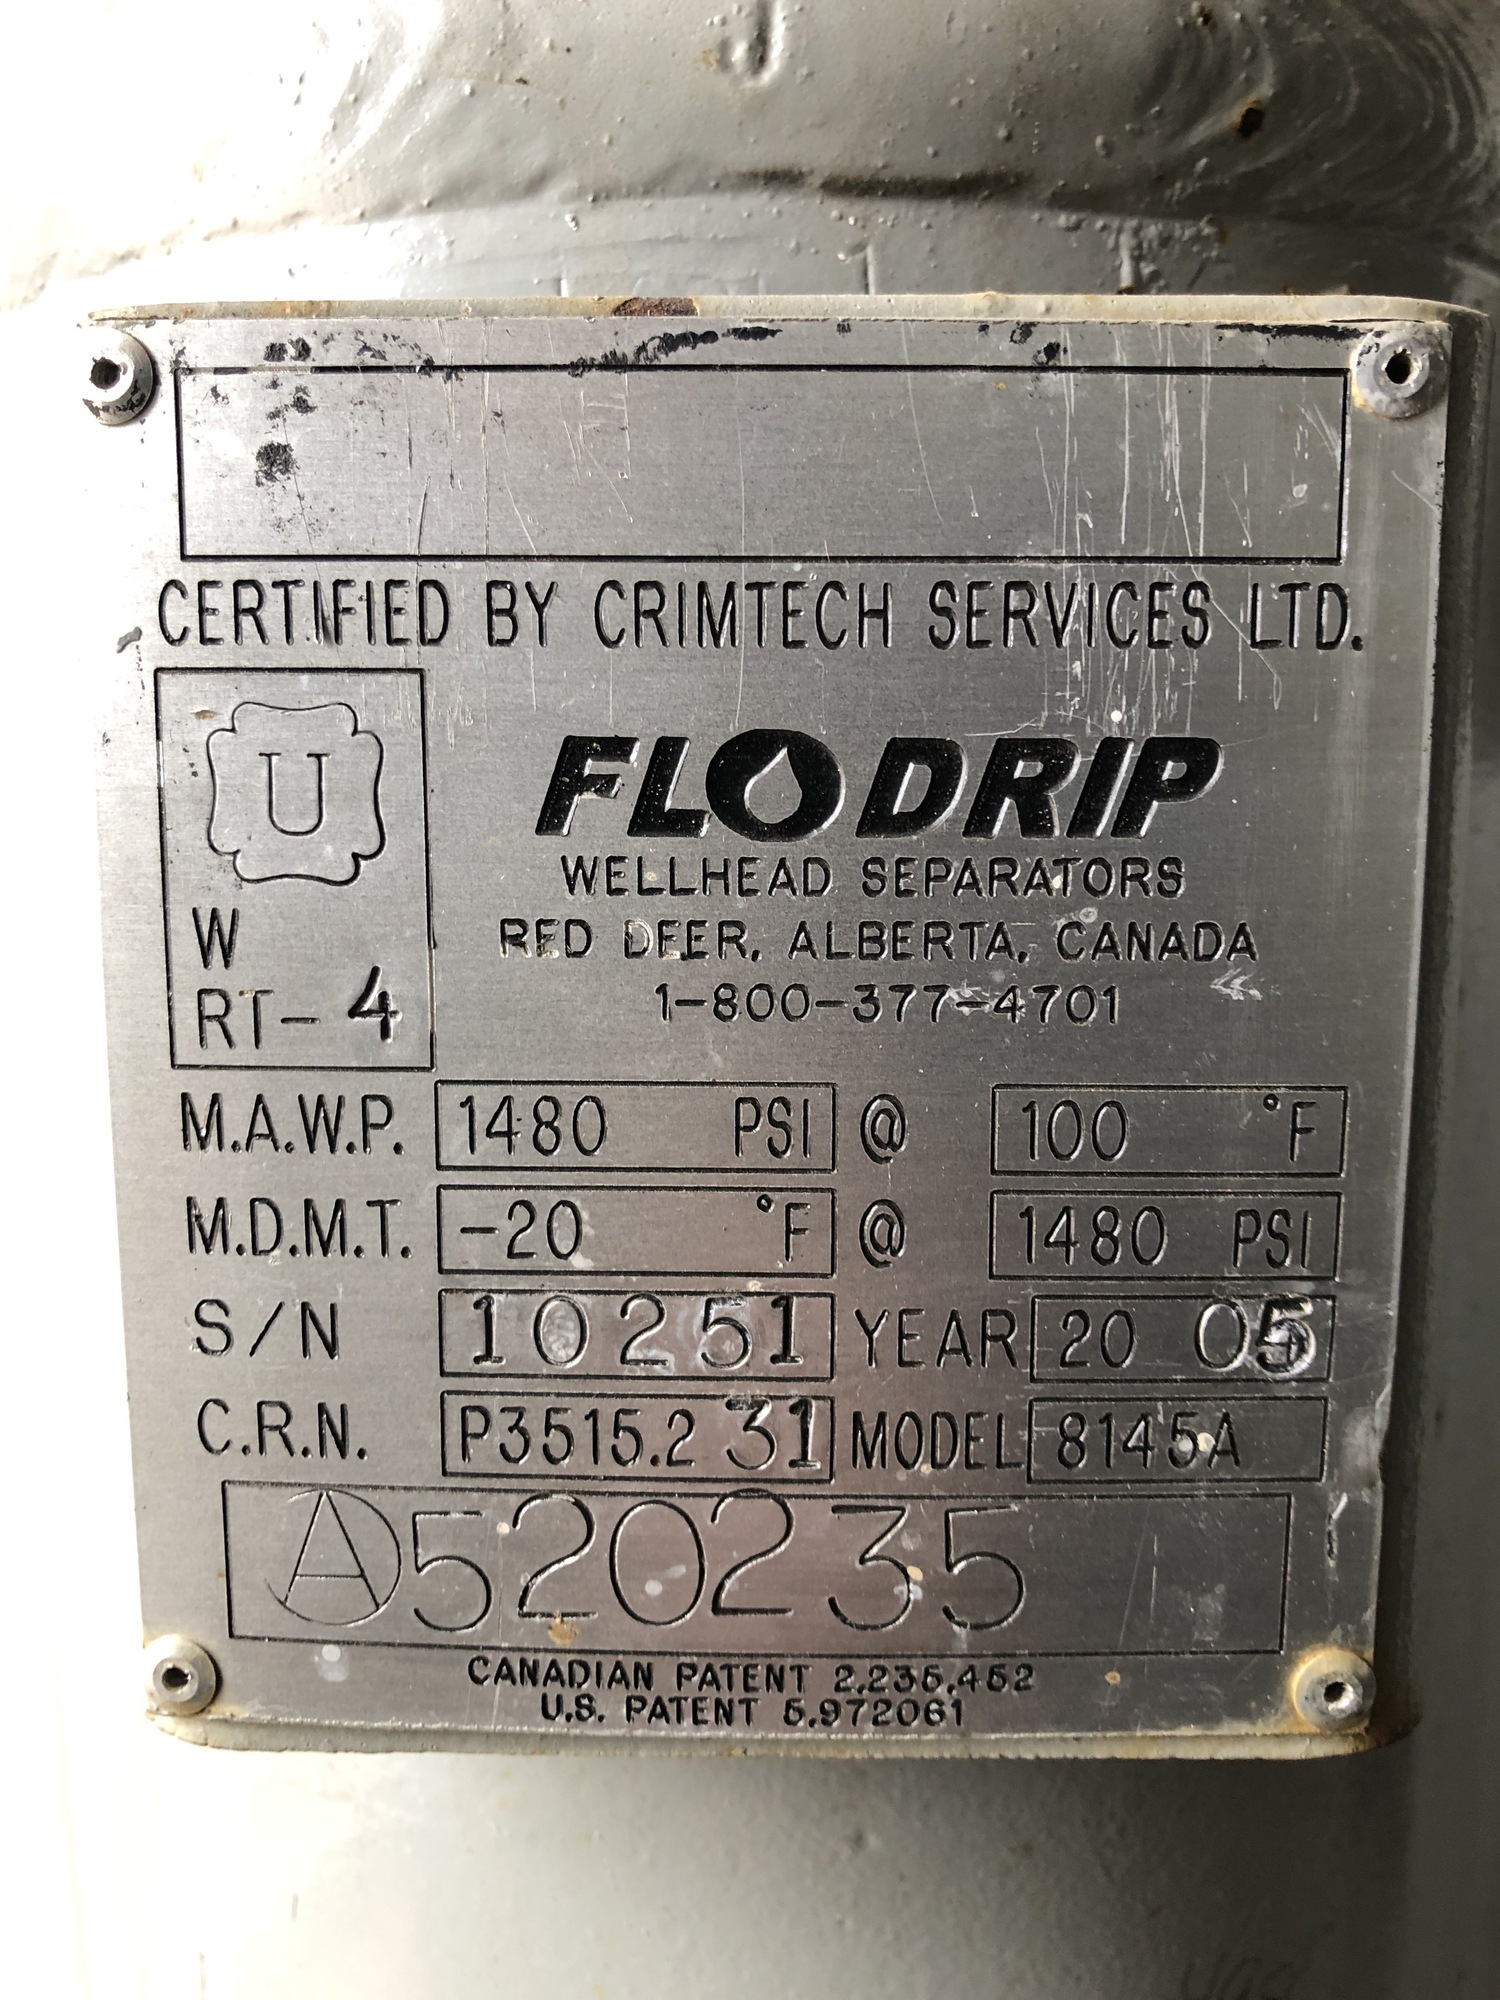 CERTIFIED BY CRIMTECH SERVICES LTD.
U
W
RT- 4
FLODRIP
WELLHEAD SEPARATORS
RED DEER, ALBERTA, CANADA
1-800-377-4701
M.A.W.P. 1480 PSI @ 100 °F
M.D.M.T. -20 °F @ 1480 PSI
S/N 10251 YEAR 20 05
C.R.N. P3515.2 31 MODEL 8145A
A520235
CANADIAN PATENT 2,235,452
U.S. PATENT 5,972061